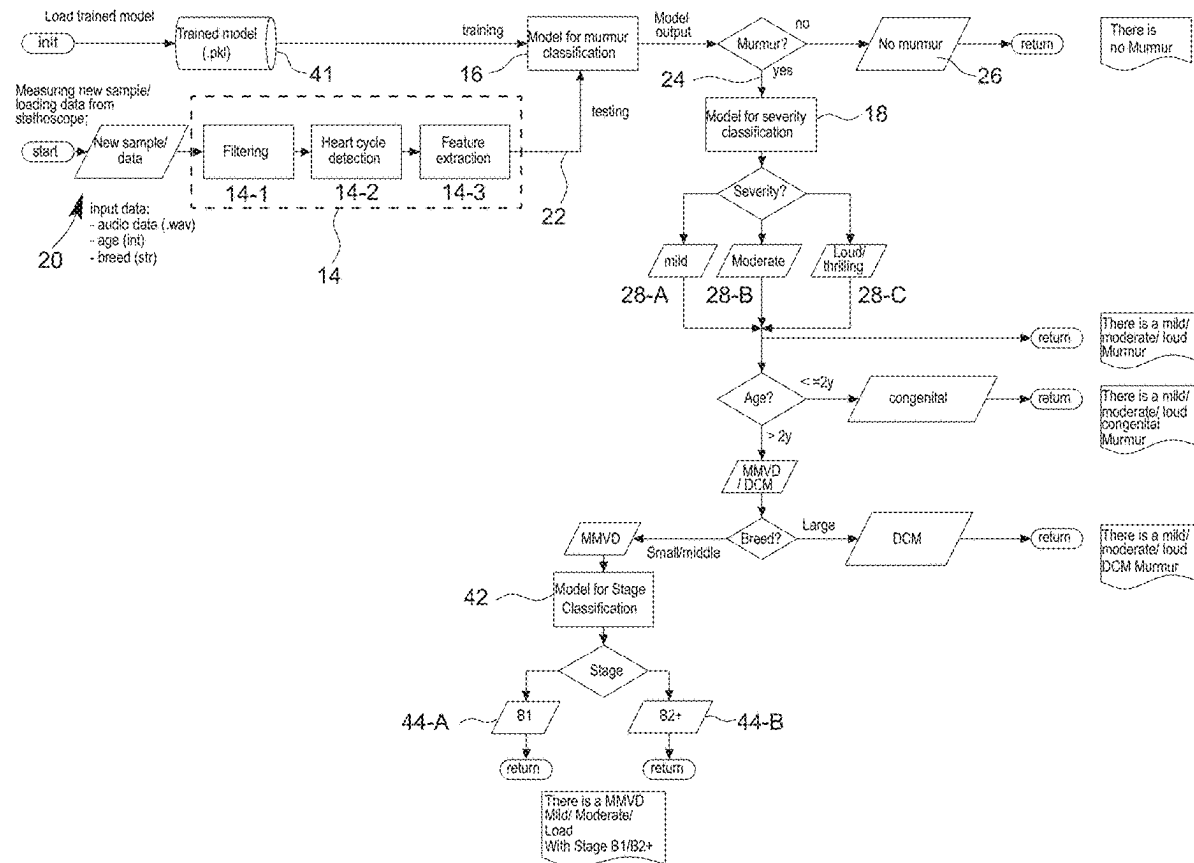 Load trained model
init
Trained model
(.pkl)
41
training
Model for murmur
classification
16
Model
output
Murmur?
no
yes
24
No murmur
26
return
There is
no Murmur
Measuring new sample/
loading data from
stethoscope;
start
New sample/
data
Filtering
14-1
Heart cycle
detection
14-2
Feature
extraction
14-3
14
testing
22
20
input data:
- audio data (.wav)
- age (int)
- breed (str)
Model for severity
classification
18
Severity?
mild
28-A
Moderate
28-B
Loud/
thrilling
28-C
return
There is a mild/
moderate/ loud
Murmur
Age?
< =2y
congenital
return
There is a mild/
moderate/ loud
congenital
Murmur
> 2y
MMVD
/ DCM
Breed?
Large
DCM
return
There is a mild/
moderate/ loud
DCM Murmur
Small/middle
MMVD
42
Model for Stage
Classification
Stage
44-A
B1
B2+
44-B
return
return
There is a MMVD
Mild/ Moderate/
Load
With Stage B1/B2+